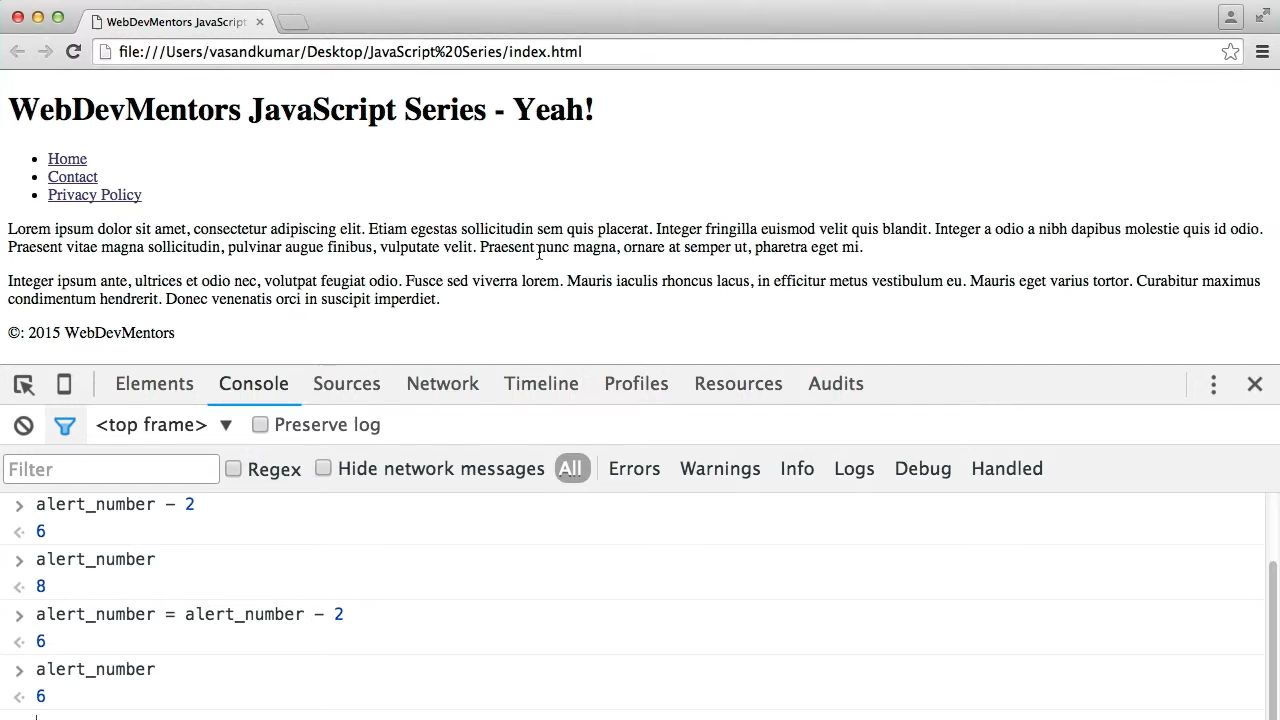 WebDevMentors JavaScript
file:///Users/vasandkumar/Desktop/JavaScript%20Series/index.html
WebDevMentors JavaScript Series - Yeah!
Home
Contact
Privacy Policy
Lorem ipsum dolor sit amet, consectetur adipiscing elit. Etiam egestas sollicitudin sem quis placerat. Integer fringilla euismod velit quis blandit. Integer a odio a nibh dapibus molestie quis id odio.
Praesent vitae magna sollicitudin, pulvinar augue finibus, vulputate velit. Praesent nunc magna, ornare at semper ut, pharetra eget mi.
Integer ipsum ante, ultrices et odio nec, volutpat feugiat odio. Fusce sed viverra lorem. Mauris iaculis rhoncus lacus, in efficitur metus vestibulum eu. Mauris eget varius tortor. Curabitur maximus
condimentum hendrerit. Donec venenatis orci in suscipit imperdiet.
©: 2015 WebDevMentors
Elements Console Sources Network Timeline Profiles Resources Audits
<top frame> ▼ Preserve log
Filter Regex Hide network messages All Errors Warnings Info Logs Debug Handled
alert_number - 2
6
alert_number
8
alert_number = alert_number - 2
6
alert_number
6